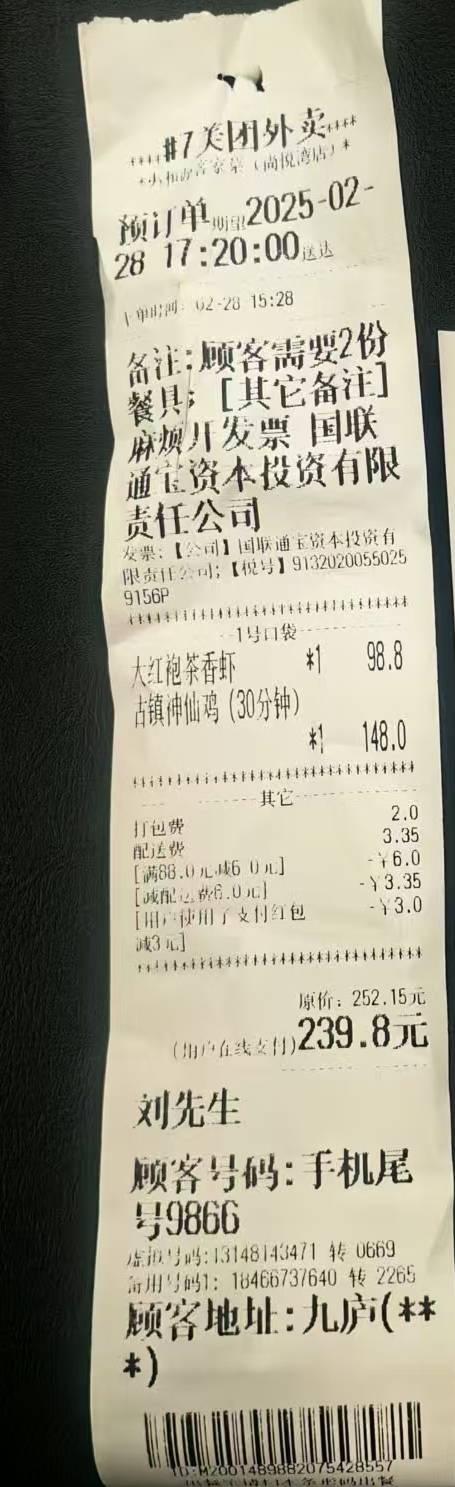 ****#7美团外卖****
客家菜（尚悦湾店）*
预订单期望2025-02-
28 17:20:00送达
下单时间: 02-28 15:28
备注:顾客需要2份
餐具; [其它备注]
麻烦开发票 国联
通宝资本投资有限
责任公司
发票:【公司】国联通宝资本投资有
限责任公司;【税号】9132020055025
9156P
--1号口袋--
大红袍茶香虾 *1 98.8
古镇神仙鸡（30分钟）
*1 148.0
其它
打包费 2.0
配送费 3.35
[满88.0元减6.0元] -￥6.0
[减配送费6.0元] -￥3.35
[用户使用了支付红包 -￥3.0
减3元]
原价: 252.15元
(用户在线支付)239.8元
刘先生
顾客号码:手机尾
号9866
虚拟号码:13148143471 转 0669
备用号码1: 18466737640 转 2265
顾客地址:九庐(**
*)
ID:M2001489882075428557